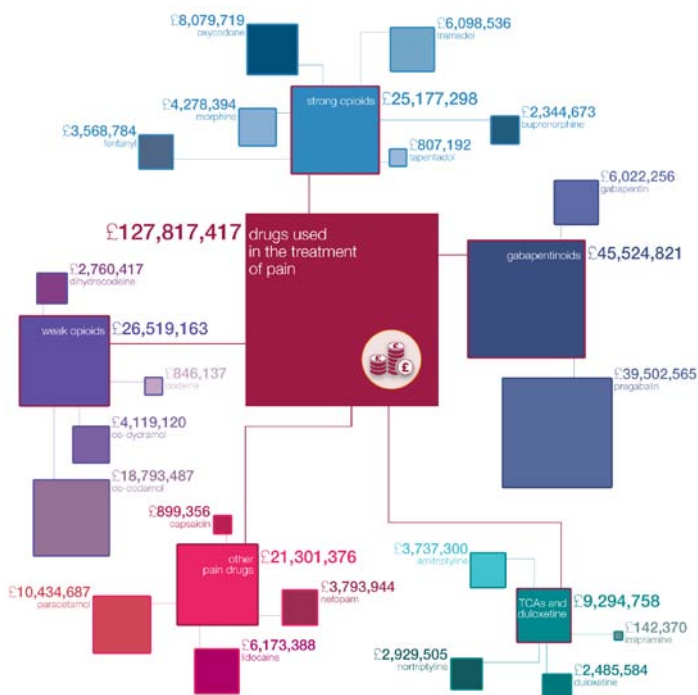 £8,079,719
oxycodone
£6,098,536
tramadol
£4,278,394
morphine
strong opioids
£25,177,298
£2,344,673
buprenorphine
£3,568,784
fentanyl
£807,192
tapentadol
£6,022,256
gabapentin
£127,817,417
drugs used
in the treatment
of pain
gabapentinoids
£45,524,821
£2,760,417
dihydrocodeine
weak opioids
£26,519,163
£846,137
codeine
£39,502,565
pregabalin
£4,119,120
co-dydramol
£18,793,487
co-codamol
£899,356
capsaicin
other
pain drugs
£21,301,376
£3,737,300
amitriptyline
£10,434,687
paracetamol
£3,793,944
nefopam
TCAs and
duloxetine
£9,294,758
£142,370
imipramine
£6,173,388
lidocaine
£2,929,505
nortriptyline
£2,485,584
duloxetine